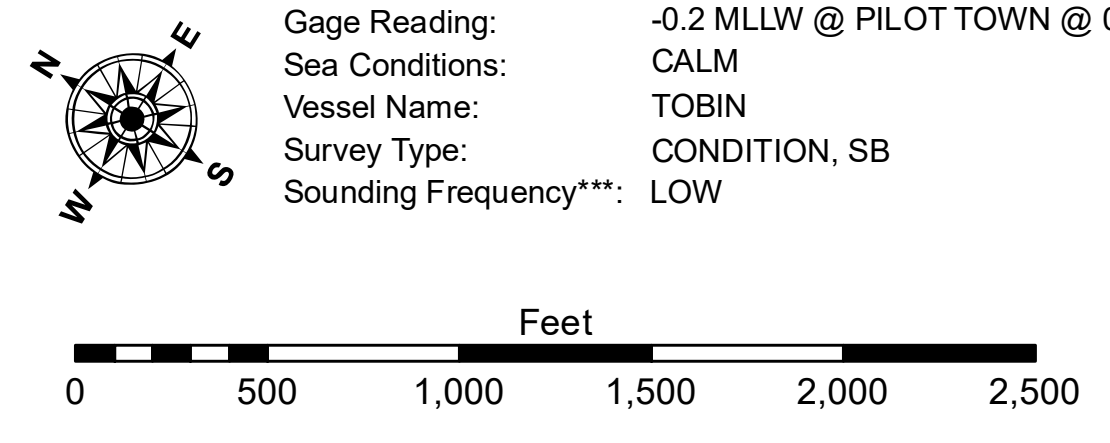 N
E
S
W
Gage Reading: -0.2 MLLW @ PILOT TOWN @
Sea Conditions: CALM
Vessel Name: TOBIN
Survey Type: CONDITION, SB
Sounding Frequency***: LOW
Feet
0 500 1,000 1,500 2,000 2,500